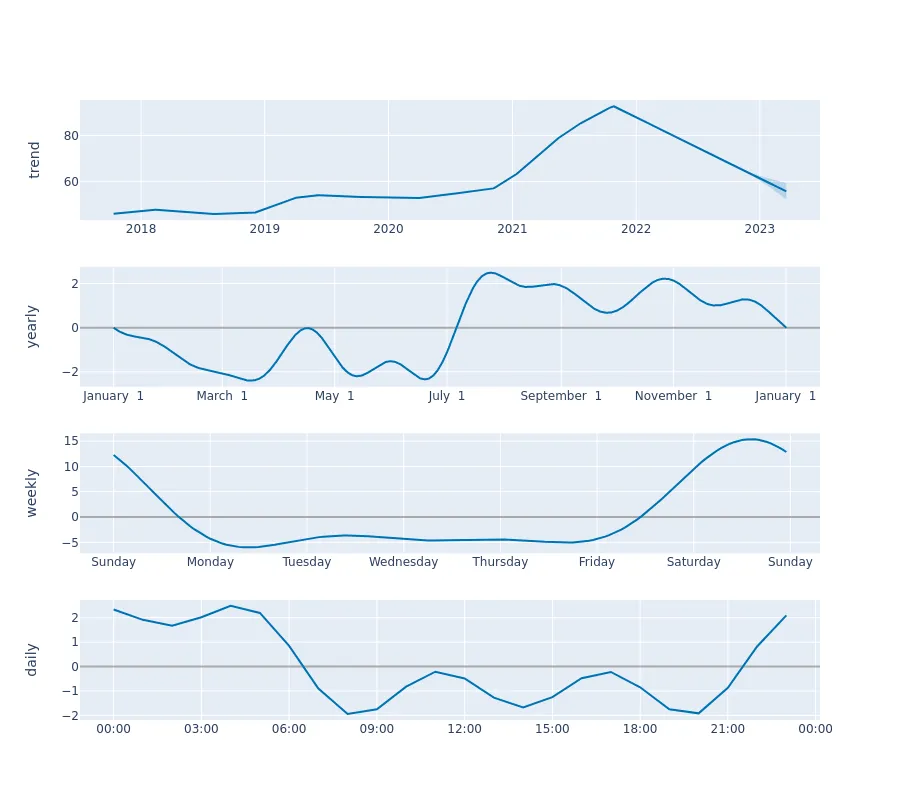 trend
80
60
2018 2019 2020 2021 2022 2023
yearly
2
0
−2
January 1 March 1 May 1 July 1 September 1 November 1 January 1
weekly
15
10
5
0
−5
Sunday Monday Tuesday Wednesday Thursday Friday Saturday Sunday
daily
2
1
0
−1
−2
00:00 03:00 06:00 09:00 12:00 15:00 18:00 21:00 00:00